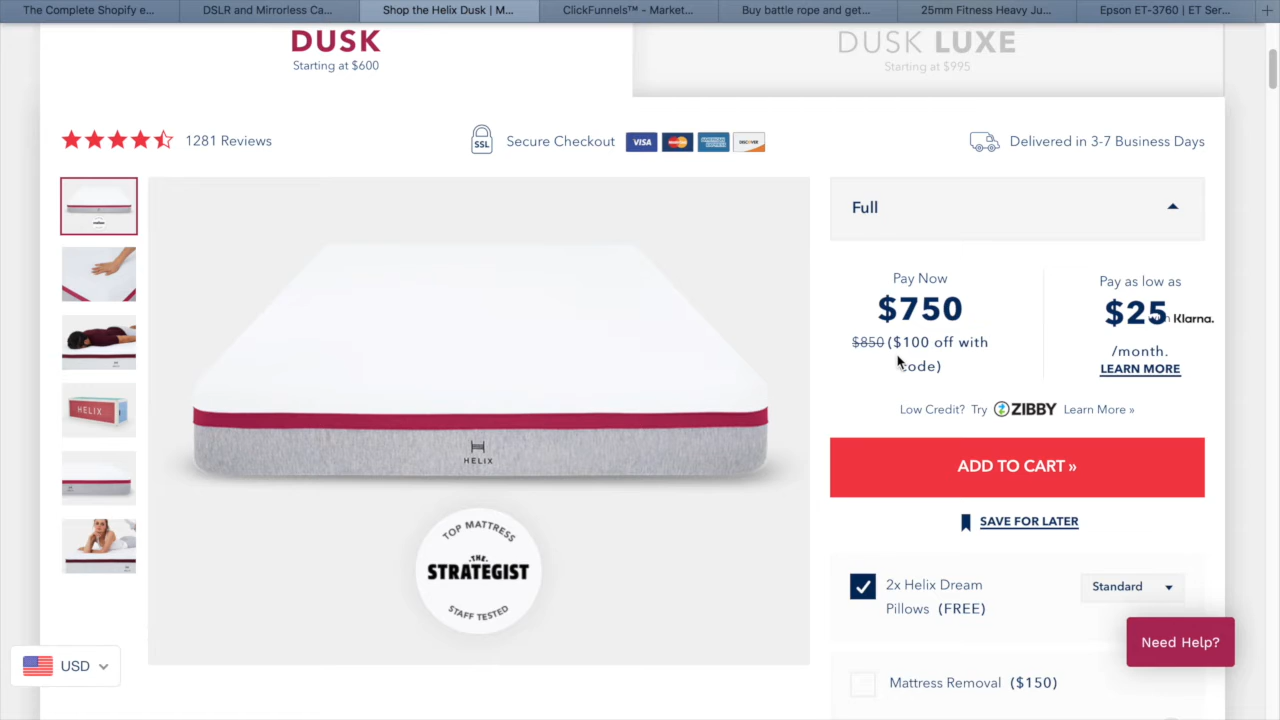 The Complete Shopify e...
DSLR and Mirrorless Ca...
Shop the Helix Dusk | M...
ClickFunnels™ - Market...
Buy battle rope and get...
25mm Fitness Heavy Ju...
Epson ET-3760 | ET Ser...
DUSK
Starting at $600
DUSK LUXE
Starting at $995
1281 Reviews
SSL
Secure Checkout
VISA
DISCOVER
Delivered in 3-7 Business Days
Full
Pay Now
$750
$850 ($100 off with
code)
Pay as low as
$25 with Klarna.
/month.
LEARN MORE
Low Credit? Try ZIBBY Learn More »
ADD TO CART »
SAVE FOR LATER
2x Helix Dream
Pillows (FREE)
Standard
Mattress Removal ($150)
HELIX
HELIX
TOP MATTRESS
THE
STRATEGIST
STAFF TESTED
USD
Need Help?